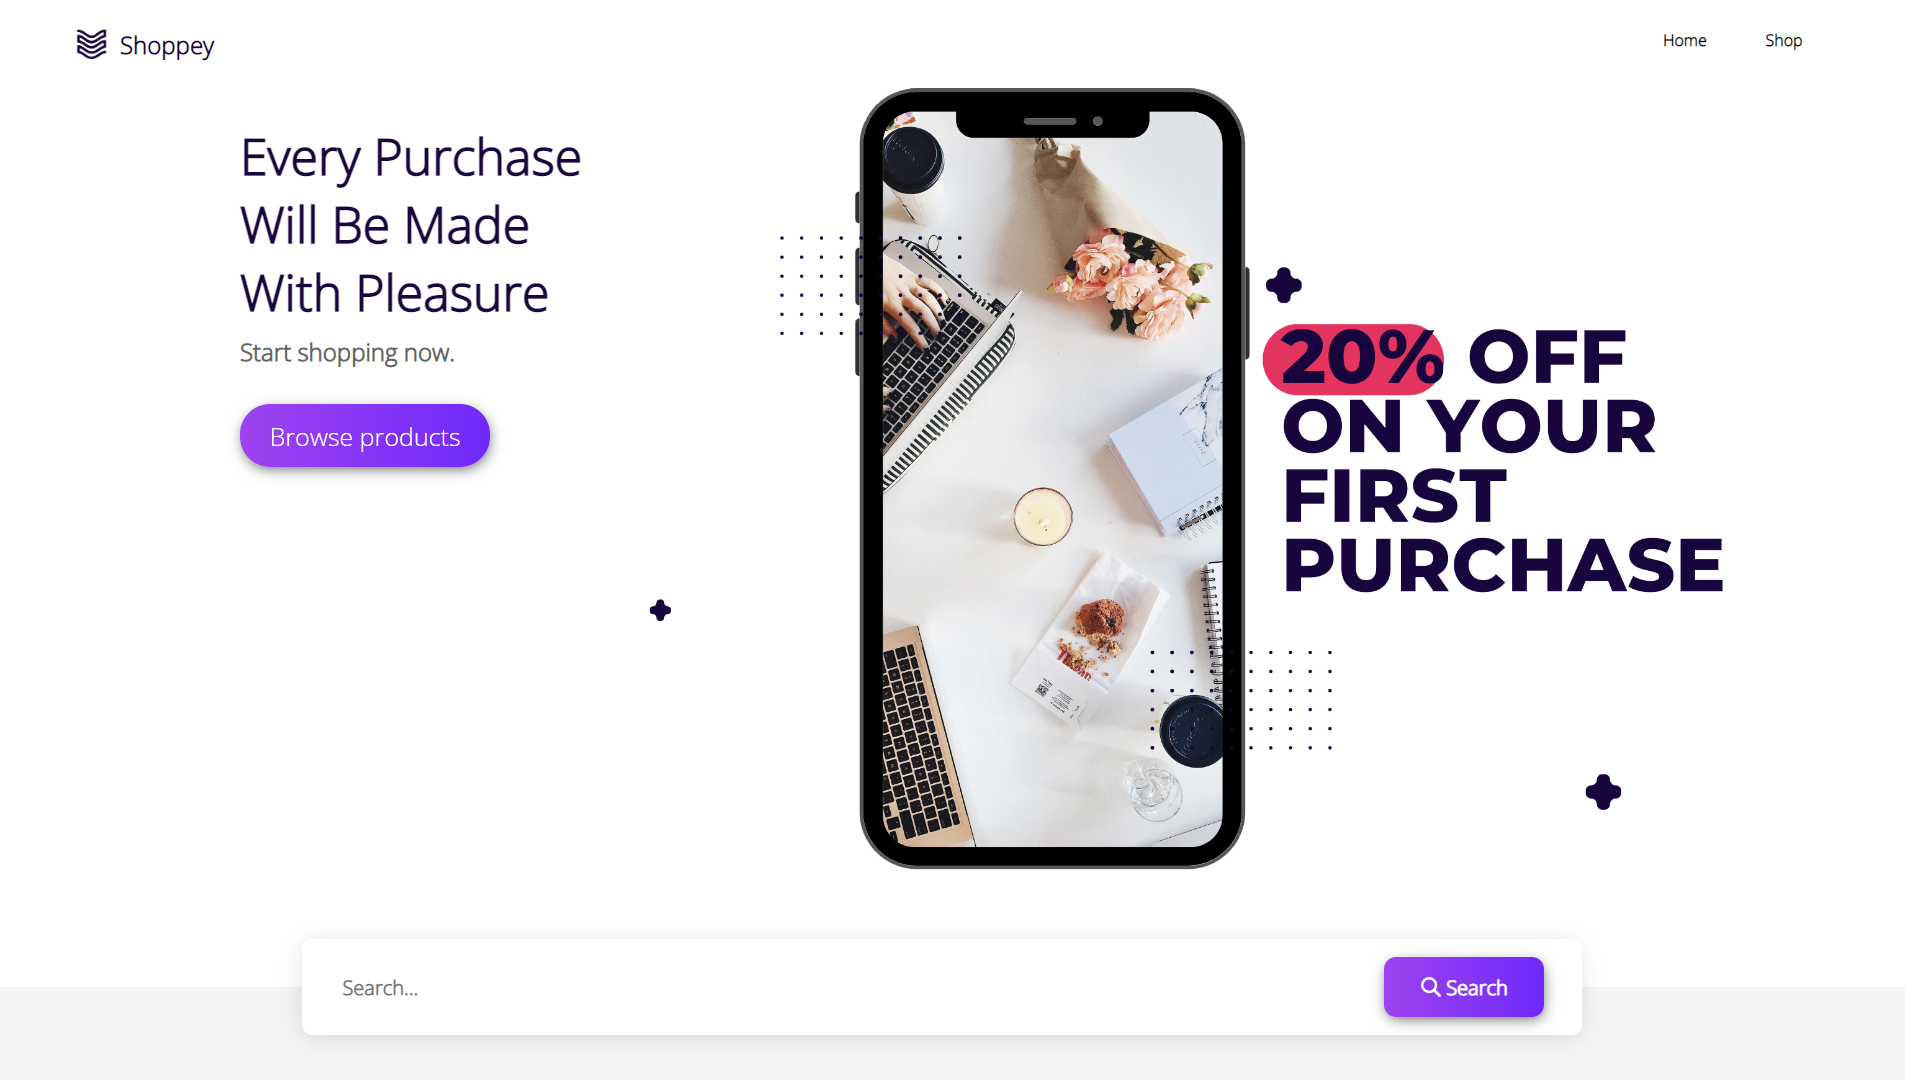 Shoppey
Home
Shop
Every Purchase
Will Be Made
With Pleasure
Start shopping now.
Browse products
20% OFF
ON YOUR
FIRST
PURCHASE
Search...
Search